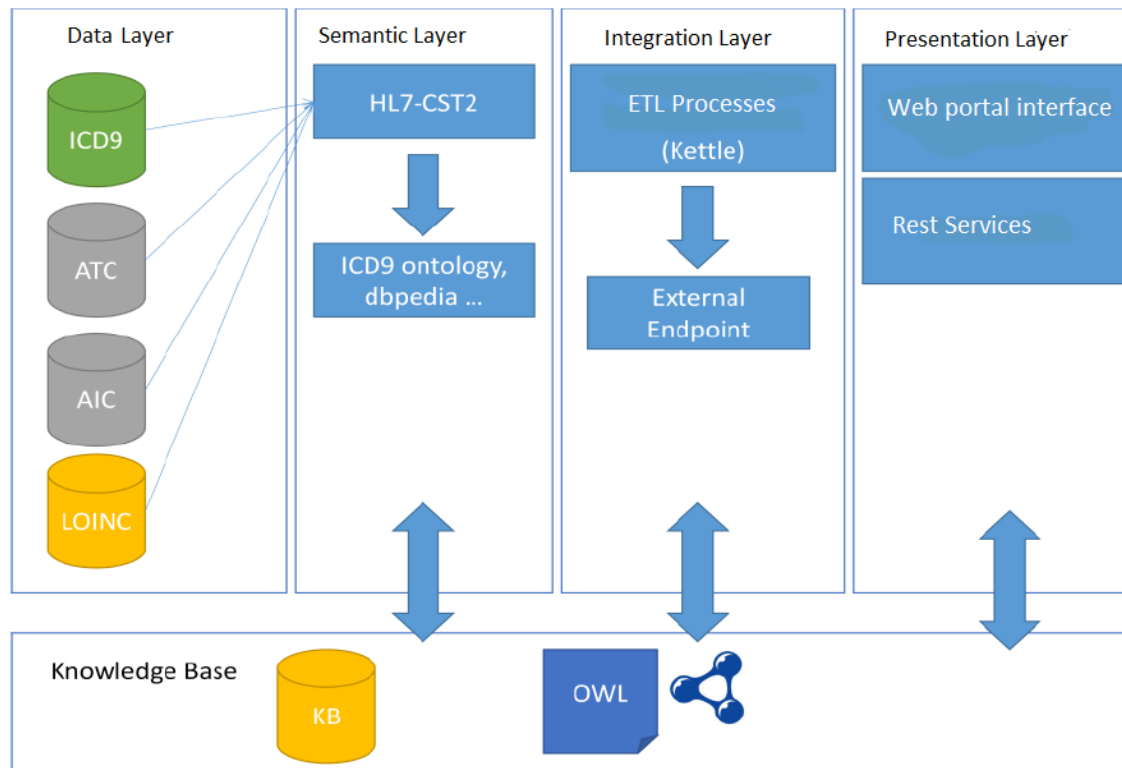 Data Layer
ICD9
ATC
AIC
LOINC
Semantic Layer
HL7-CST2
ICD9 ontology,
dbpedia ...
Integration Layer
ETL Processes
(Kettle)
External
Endpoint
Presentation Layer
Web portal interface
Rest Services
Knowledge Base
KB
OWL